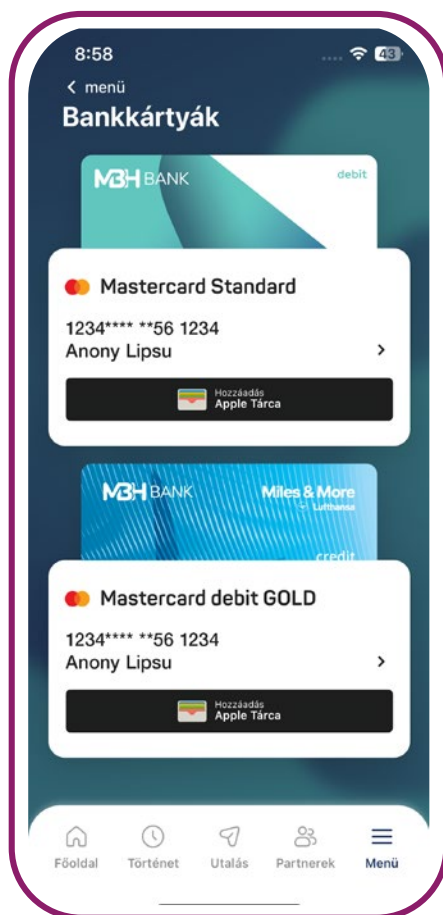 8:58
43
menü
Bankkártyák
MBH BANK
debit
Mastercard Standard
1234**** **56 1234
Anony Lipsu
Hozzáadás
Apple Tárca
MBH BANK
Miles & More
Lufthansa
credit
Mastercard debit GOLD
1234**** **56 1234
Anony Lipsu
Hozzáadás
Apple Tárca
Főoldal
Történet
Utalás
Partnerek
Menü